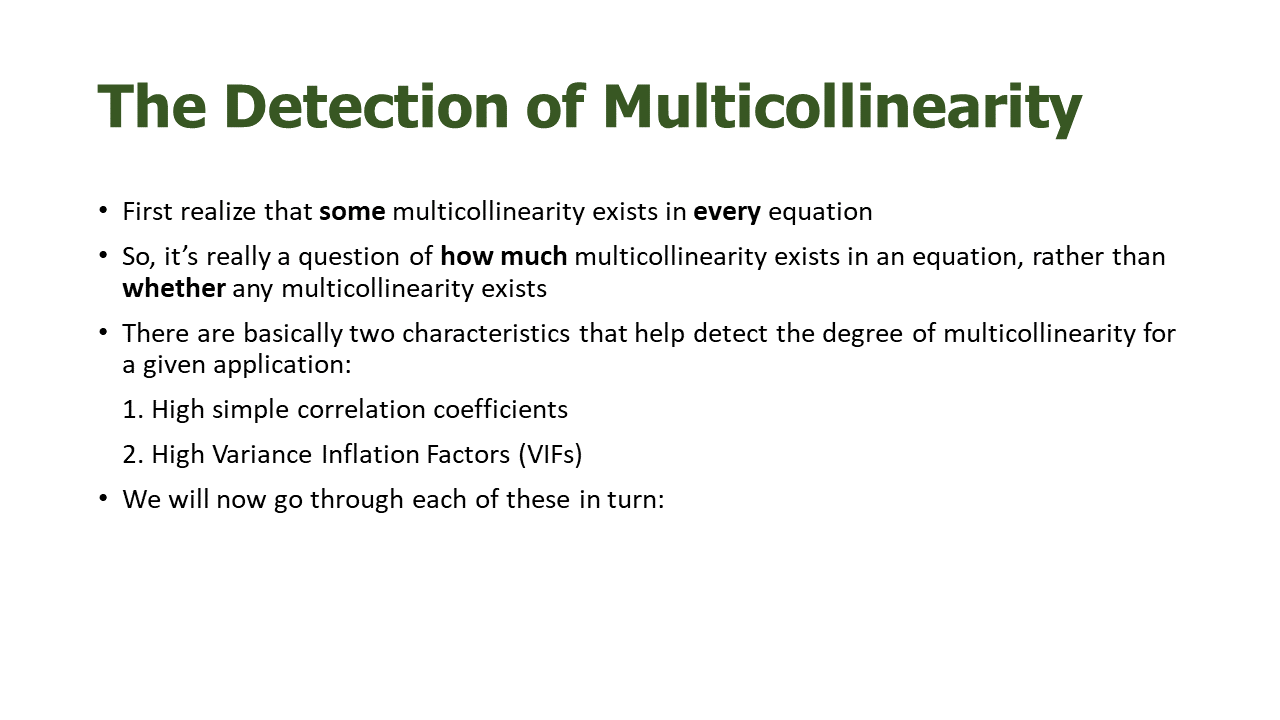 The Detection of Multicollinearity
• First realize that some multicollinearity exists in every equation
• So, it’s really a question of how much multicollinearity exists in an equation, rather than
whether any multicollinearity exists
• There are basically two characteristics that help detect the degree of multicollinearity for
a given application:
1. High simple correlation coefficients
2. High Variance Inflation Factors (VIFs)
• We will now go through each of these in turn: